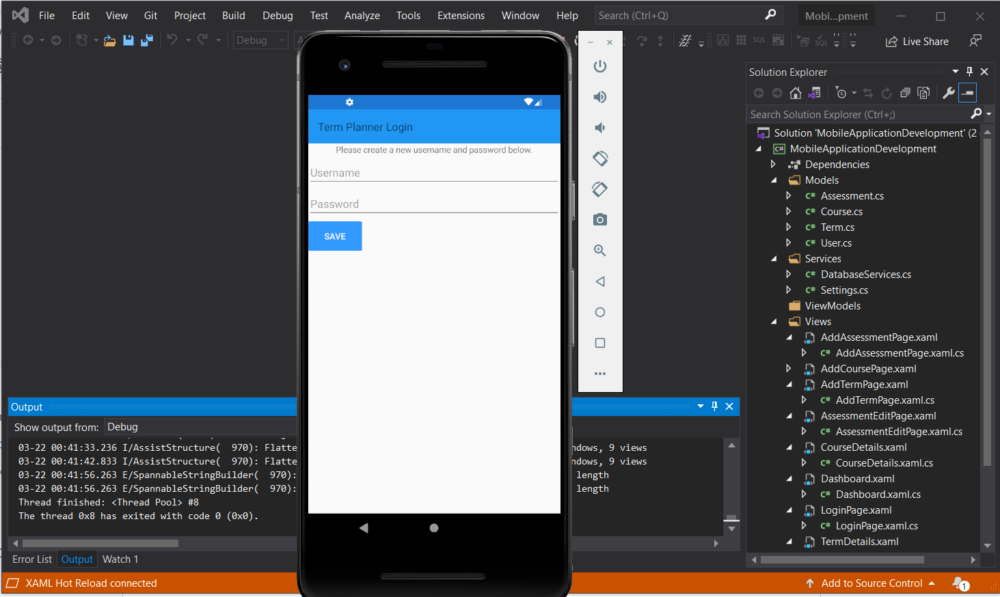 File Edit View Git Project Build Debug Test Analyze Tools Extensions Window Help Search (Ctrl+Q) Mobi...pment
Debug
SQL
Live Share
Term Planner Login
Please create a new username and password below.
Username
Password
SAVE
Solution Explorer
Search Solution Explorer (Ctrl+;)
Solution 'MobileApplicationDevelopment' (2
MobileApplicationDevelopment
Dependencies
Models
C# Assessment.cs
C# Course.cs
C# Term.cs
C# User.cs
Services
C# DatabaseServices.cs
C# Settings.cs
ViewModels
Views
AddAssessmentPage.xaml
C# AddAssessmentPage.xaml.cs
AddCoursePage.xaml
AddTermPage.xaml
C# AddTermPage.xaml.cs
AssessmentEditPage.xaml
C# AssessmentEditPage.xaml.cs
CourseDetails.xaml
C# CourseDetails.xaml.cs
Dashboard.xaml
C# Dashboard.xaml.cs
LoginPage.xaml
C# LoginPage.xaml.cs
TermDetails.xaml
Output
Show output from: Debug
03-22 00:41:33.236 I/AssistStructure( 970): Flatte ndows, 9 views
03-22 00:41:42.833 I/AssistStructure( 970): Flatte ndows, 9 views
03-22 00:41:56.263 E/SpannableStringBuilder( 970): length
03-22 00:41:56.263 E/SpannableStringBuilder( 970): length
Thread finished: <Thread Pool> #8
The thread 0x8 has exited with code 0 (0x0).
Error List Output Watch 1
XAML Hot Reload connected
Add to Source Control
1